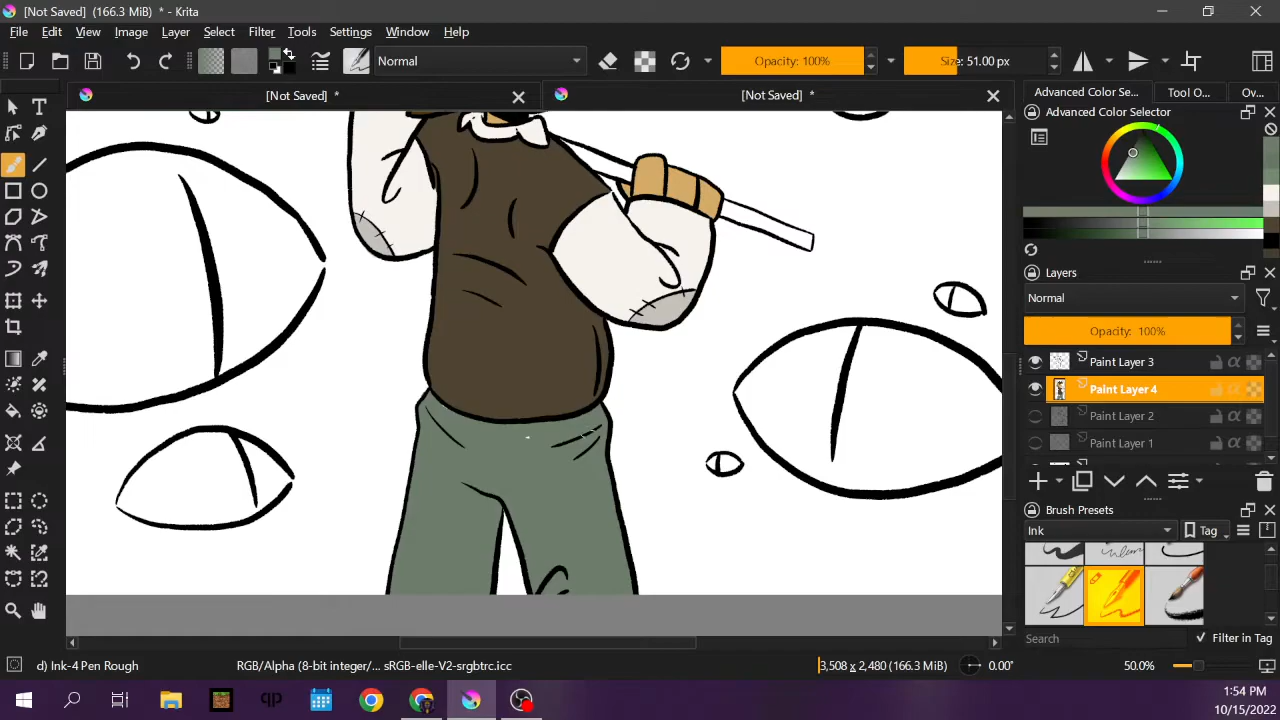 [Not Saved] (166.3 MiB) * - Krita
File Edit View Image Layer Select Filter Tools Settings Window Help
Normal Opacity: 100% Size: 51.00 px
[Not Saved] * [Not Saved] *
Advanced Color Se... Tool O... Ov...
Advanced Color Selector
Layers
Normal
Opacity: 100%
Paint Layer 3
Paint Layer 4
Paint Layer 2
Paint Layer 1
Brush Presets
Ink Tag
Search Filter in Tag
d) Ink-4 Pen Rough RGB/Alpha (8-bit integer/... sRGB-elle-V2-srgbtrc.icc 3,508 x 2,480 (166.3 MiB) 0.00° 50.0%
qp
1:54 PM
10/15/2022